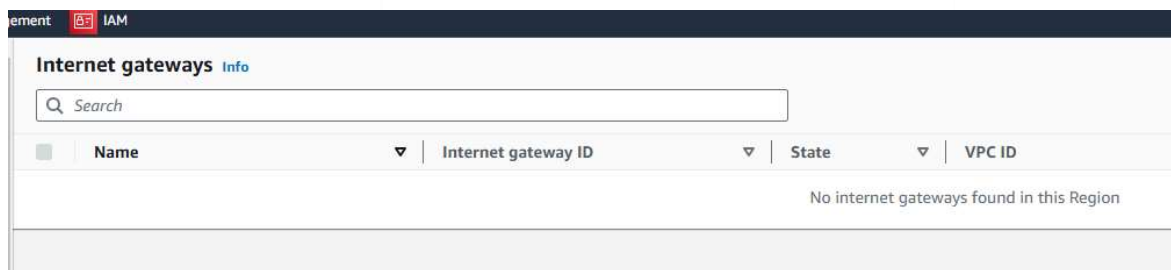 IAM
Internet gateways Info
Search
Name Internet gateway ID State VPC ID
No internet gateways found in this Region